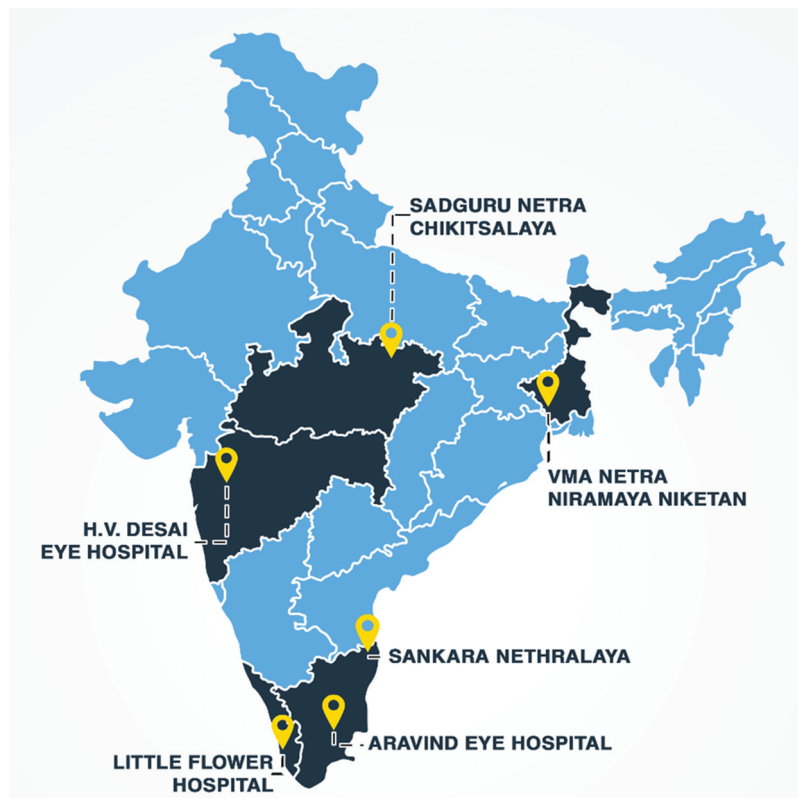 SADGURU NETRA
CHIKITSALAYA
VMA NETRA
NIRAMAYA NIKETAN
H.V. DESAI
EYE HOSPITAL
SANKARA NETHRALAYA
ARAVIND EYE HOSPITAL
LITTLE FLOWER
HOSPITAL